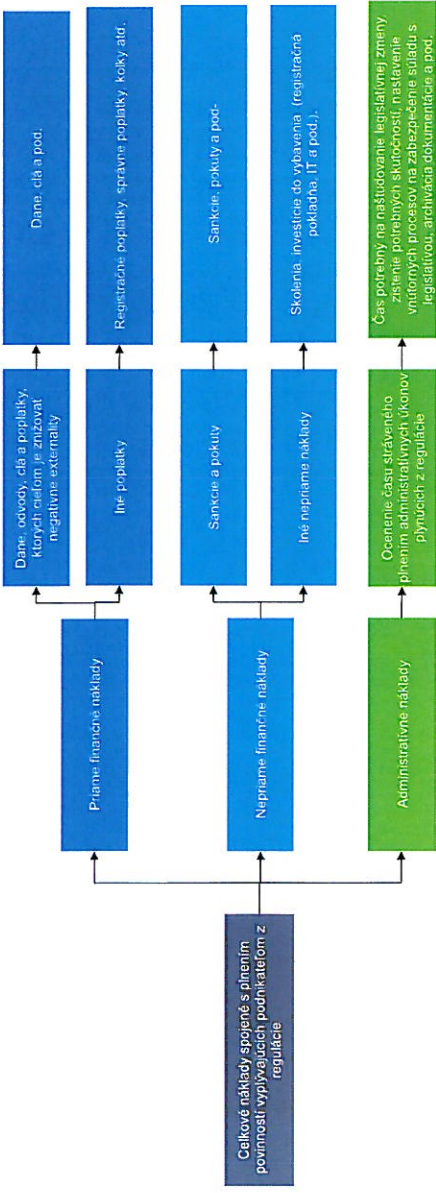 Celkové náklady spojené s plnením
povinností vyplývajúcich podnikateľom z
regulácie
Priame finančné náklady
Dane, odvody, clá a poplatky,
ktorých cieľom je znižovať
negatívne externality
Dane, clá a pod.
Iné poplatky
Registračné poplatky, správne poplatky, kolky atď.
Nepriame finančné náklady
Sankcie a pokuty
Sankcie, pokuty a pod-
Iné nepriame náklady
Školenia, investície do vybavenia (registračná
pokladňa, IT a pod.).
Administratívne náklady
Ocenenie času stráveného
plnením administratívnych úkonov
plynúcich z regulácie
Čas potrebný na naštudovanie legislatívnej zmeny,
zistenie potrebných skutočností, nastavenie
vnútorných procesov na zabezpečenie súladu s
legislatívou, archivácia dokumentácie a pod.